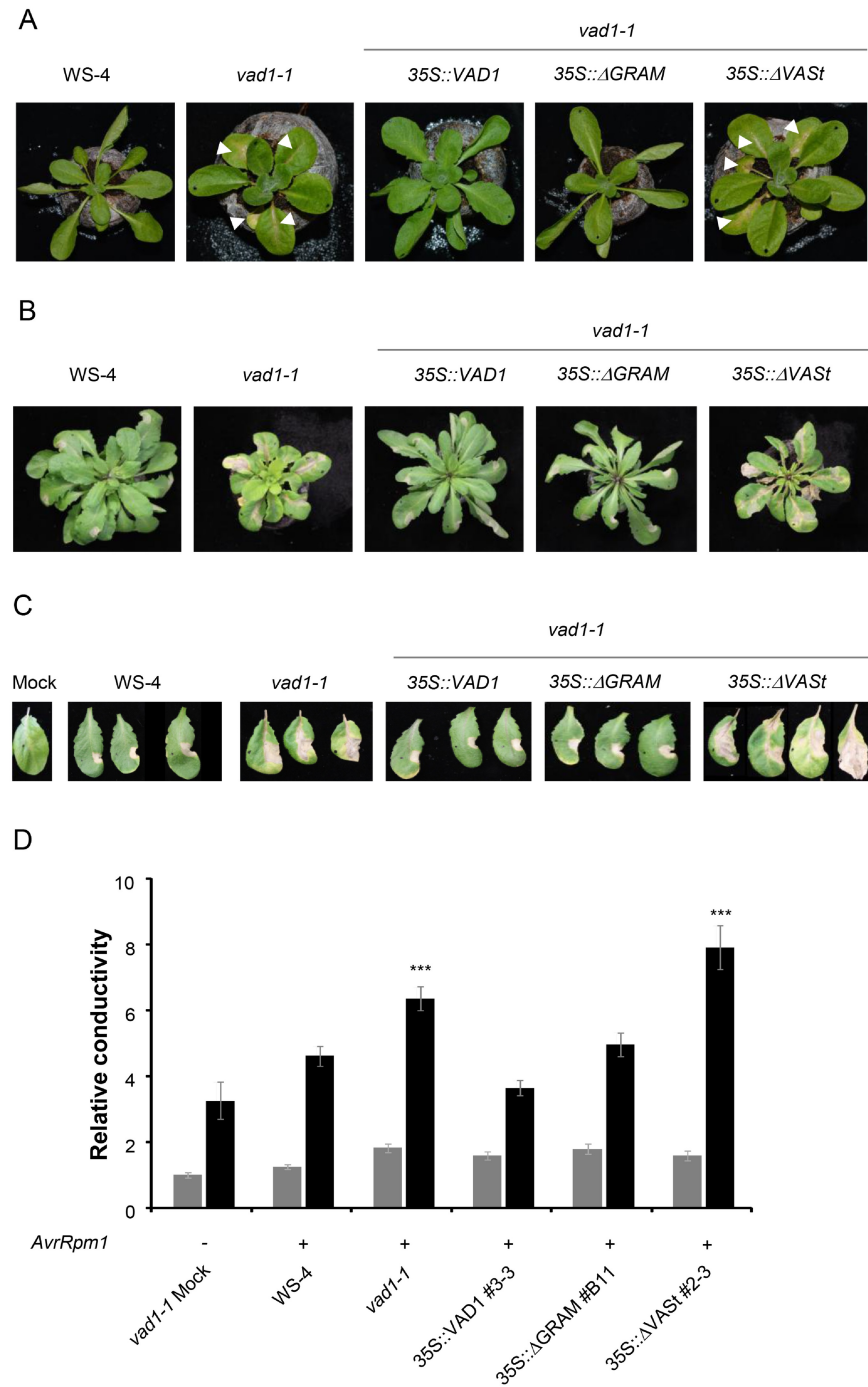 A
vad1-1
WS-4 vad1-1 35S::VAD1 35S::ΔGRAM 35S::ΔVASt
B
vad1-1
WS-4 vad1-1 35S::VAD1 35S::ΔGRAM 35S::ΔVASt
C
vad1-1
Mock WS-4 vad1-1 35S::VAD1 35S::ΔGRAM 35S::ΔVASt
D
10
8
6
4
2
0
Relative conductivity
***
***
AvrRpm1 - + + + + +
vad1-1 Mock
WS-4
vad1-1
35S::VAD1 #3-3
35S::ΔGRAM #B11
35S::ΔVASt #2-3